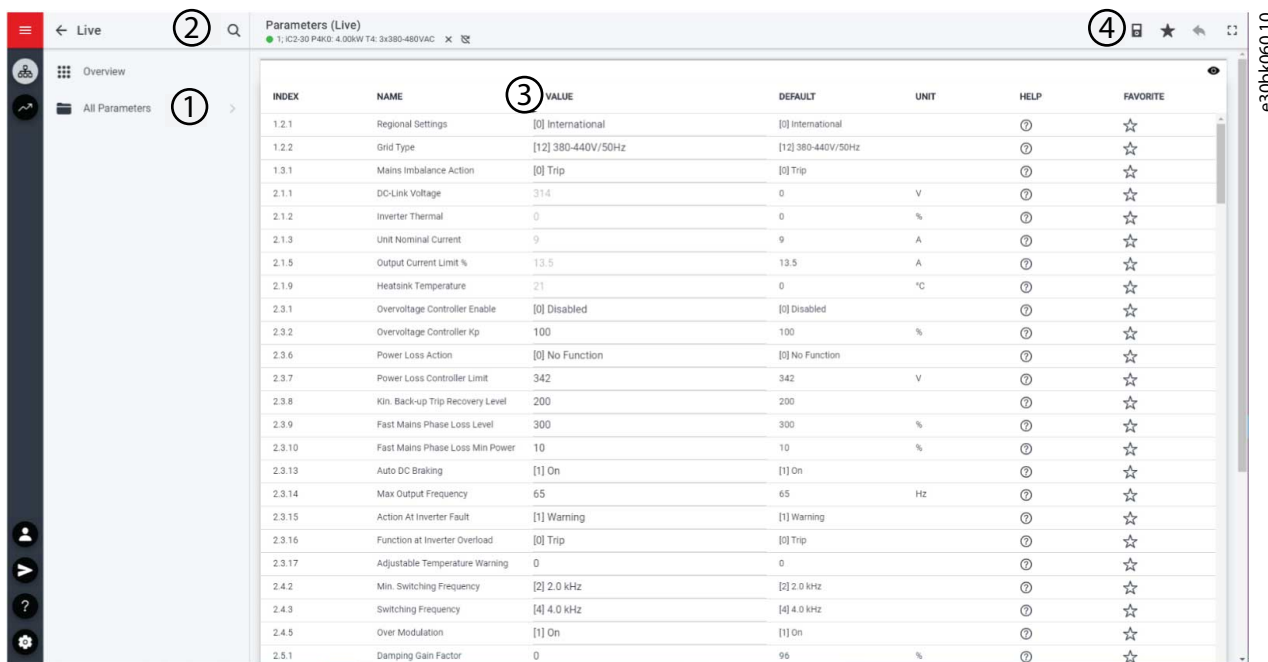 Live
②
Parameters (Live)
④
1; iC2-30 P4K0: 4.00kW T4: 3x380-480VAC
e30bk060.10
Overview
All Parameters
①
③
INDEX NAME VALUE DEFAULT UNIT HELP FAVORITE
1.2.1 Regional Settings [0] International [0] International
1.2.2 Grid Type [12] 380-440V/50Hz [12] 380-440V/50Hz
1.3.1 Mains Imbalance Action [0] Trip [0] Trip
2.1.1 DC-Link Voltage 314 0 V
2.1.2 Inverter Thermal 0 0 %
2.1.3 Unit Nominal Current 9 9 A
2.1.5 Output Current Limit % 13.5 13.5 A
2.1.9 Heatsink Temperature 21 0 °C
2.3.1 Overvoltage Controller Enable [0] Disabled [0] Disabled
2.3.2 Overvoltage Controller Kp 100 100 %
2.3.6 Power Loss Action [0] No Function [0] No Function
2.3.7 Power Loss Controller Limit 342 342 V
2.3.8 Kin. Back-up Trip Recovery Level 200 200
2.3.9 Fast Mains Phase Loss Level 300 300 %
2.3.10 Fast Mains Phase Loss Min Power 10 10 %
2.3.13 Auto DC Braking [1] On [1] On
2.3.14 Max Output Frequency 65 65 Hz
2.3.15 Action At Inverter Fault [1] Warning [1] Warning
2.3.16 Function at Inverter Overload [0] Trip [0] Trip
2.3.17 Adjustable Temperature Warning 0 0
2.4.2 Min. Switching Frequency [2] 2.0 kHz [2] 2.0 kHz
2.4.3 Switching Frequency [4] 4.0 kHz [4] 4.0 kHz
2.4.5 Over Modulation [1] On [1] On
2.5.1 Damping Gain Factor 0 96 %